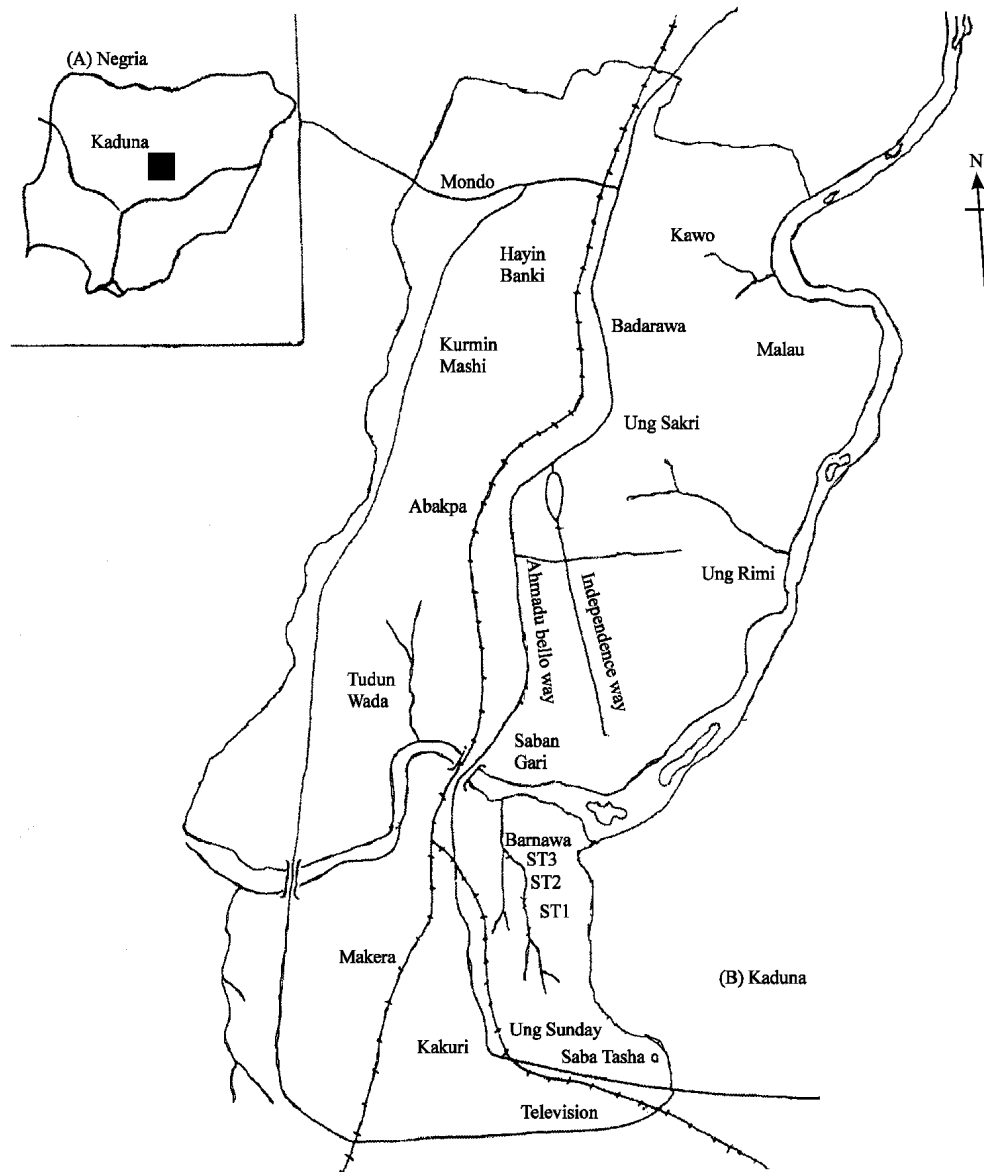 (A) Negria
Kaduna
N
Mondo
Kawo
Hayin
Banki
Badarawa
Kurmin
Mashi
Malau
Ung Sakri
Abakpa
Ung Rimi
Ahmadu bello way
Independence way
Tudun
Wada
Saban
Gari
Barnawa
ST3
ST2
ST1
Makera
(B) Kaduna
Ung Sunday
Kakuri
Saba Tasha
Television